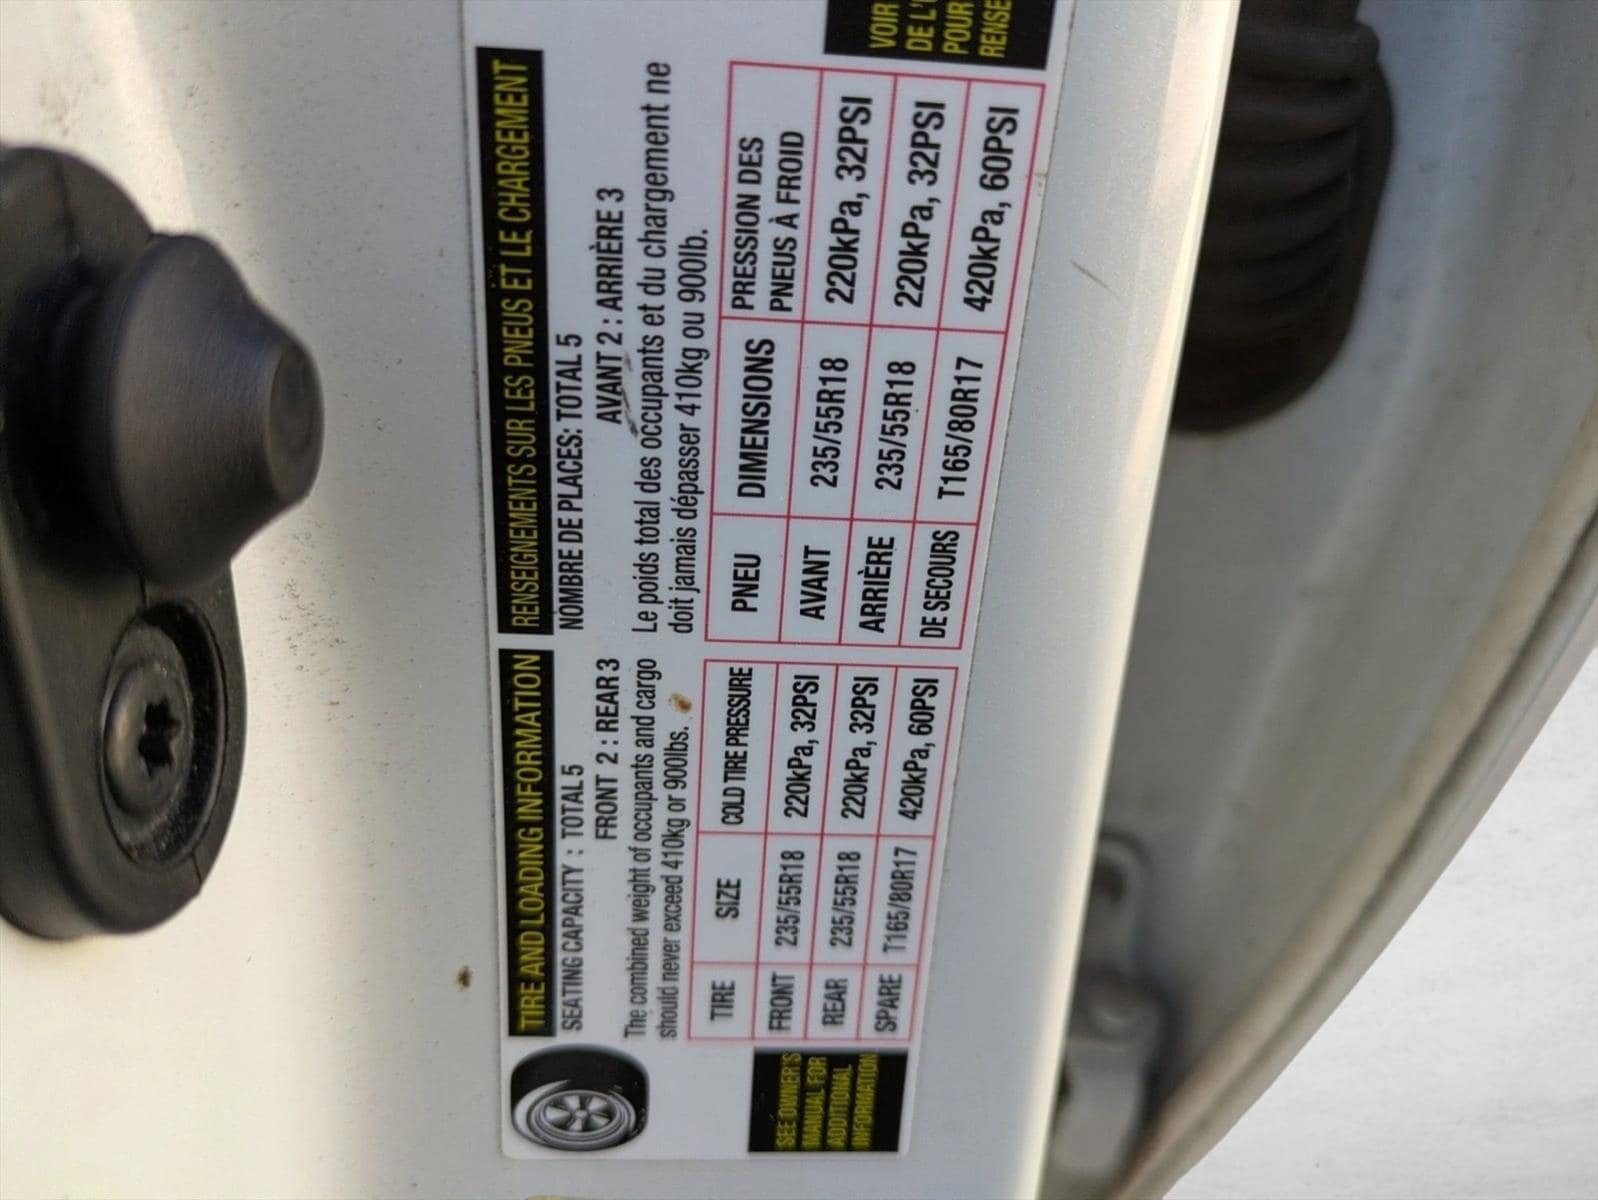 TIRE AND LOADING INFORMATION
SEATING CAPACITY : TOTAL 5
FRONT 2 : REAR 3
The combined weight of occupants and cargo
should never exceed 410kg or 900lbs.
TIRE SIZE COLD TIRE PRESSURE
FRONT 235/55R18 220kPa, 32PSI
REAR 235/55R18 220kPa, 32PSI
SPARE T165/80R17 420kPa, 60PSI
SEE OWNER'S
MANUAL FOR
ADDITIONAL
INFORMATION
RENSEIGNEMENTS SUR LES PNEUS ET LE CHARGEMENT
NOMBRE DE PLACES: TOTAL 5
AVANT 2 : ARRIÈRE 3
Le poids total des occupants et du chargement ne
doit jamais dépasser 410kg ou 900lb.
PNEU DIMENSIONS PRESSION DES
PNEUS À FROID
AVANT 235/55R18 220kPa, 32PSI
ARRIÈRE 235/55R18 220kPa, 32PSI
DE SECOURS T165/80R17 420kPa, 60PSI
VOIR
DE L'
POUR
RENSE